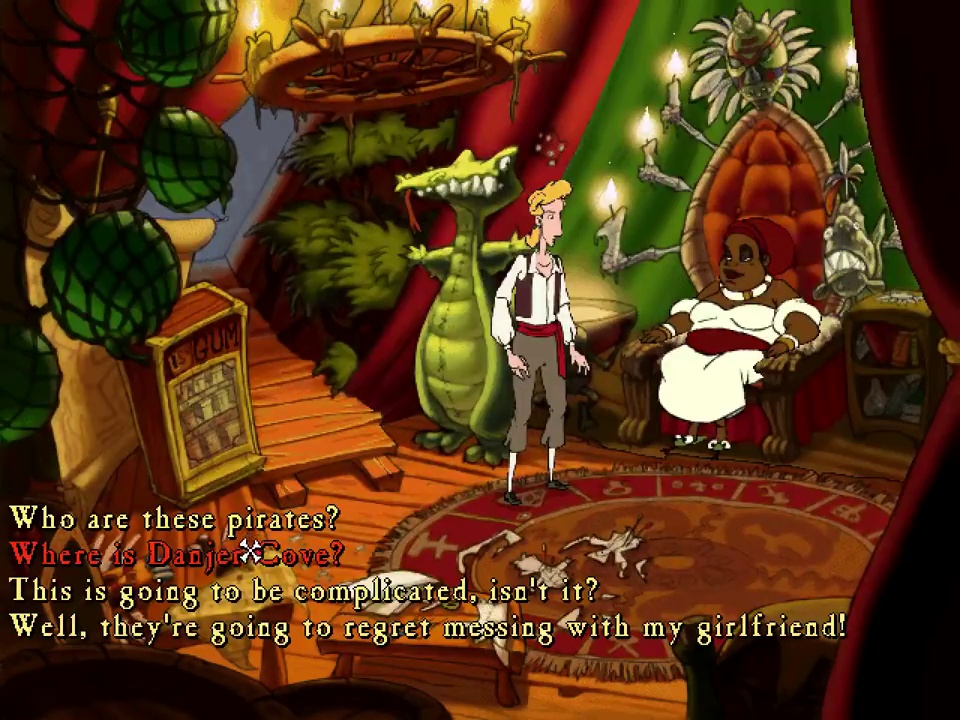 GUM
Who are these pirates?
Where is Danjer Cove?
This is going to be complicated, isn't it?
Well, they're going to regret messing with my girlfriend!